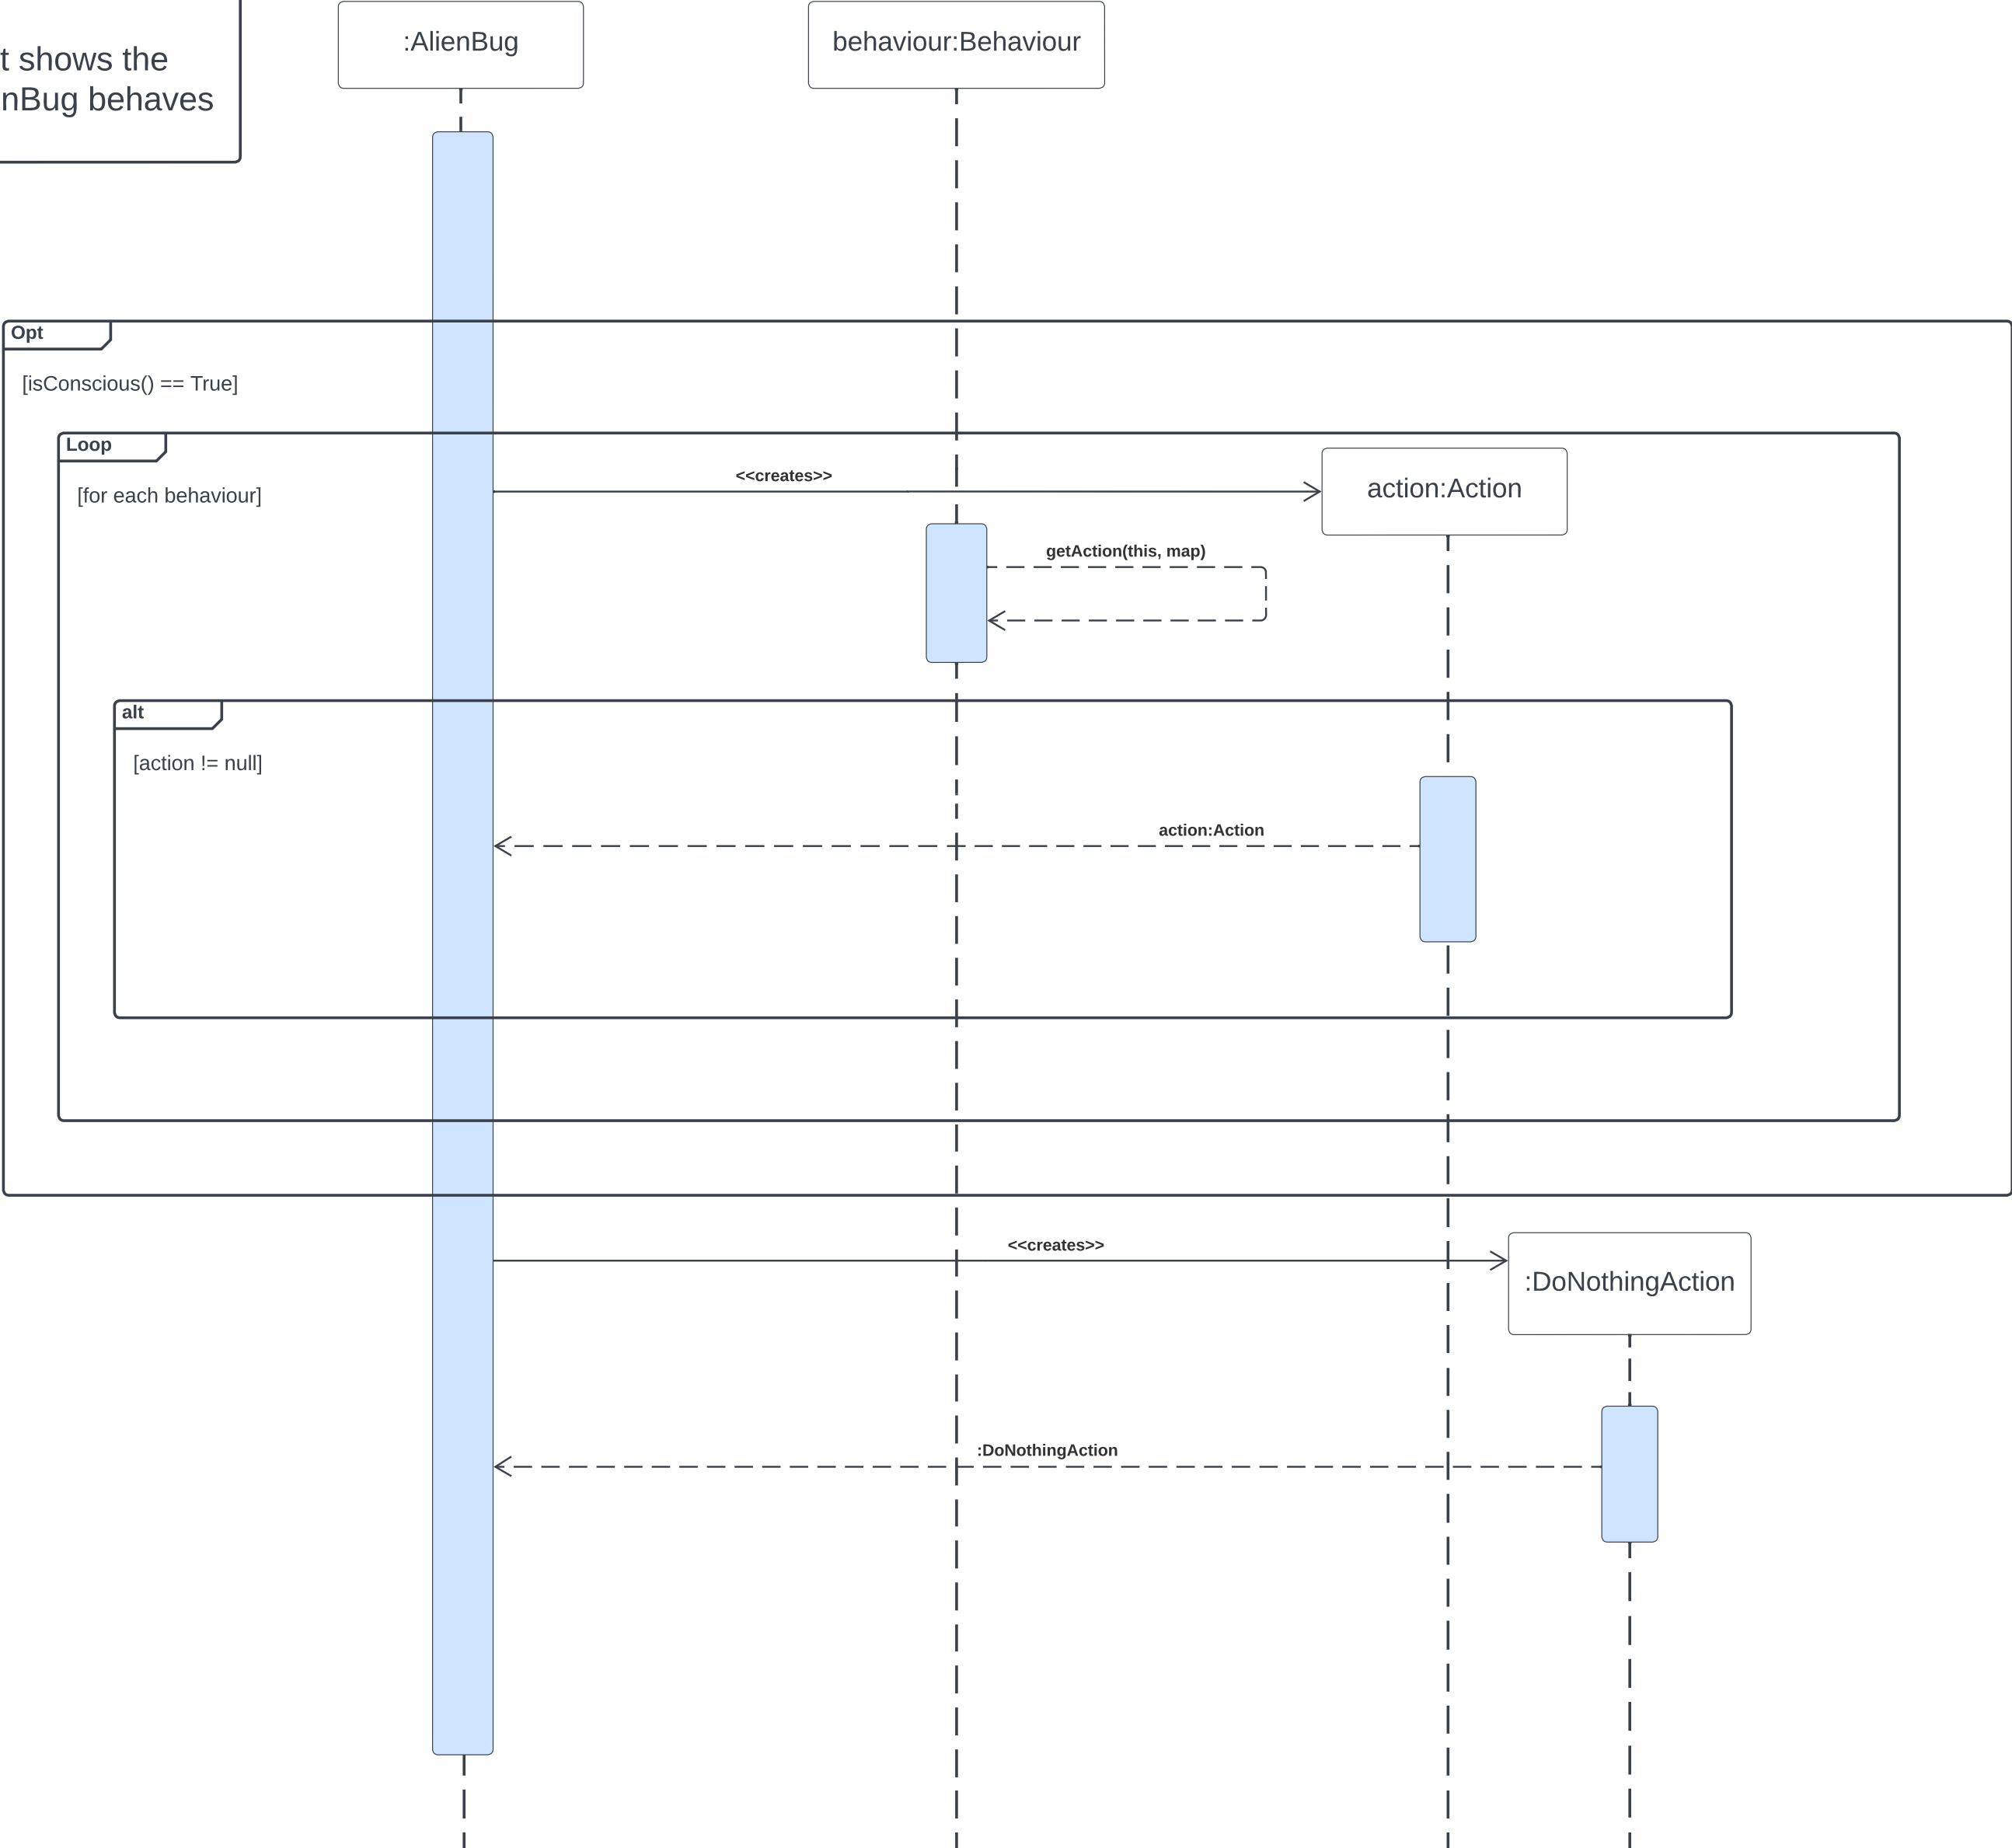 t shows the
nBug behaves
:AlienBug
behaviour:Behaviour
Opt
[isConscious() == True]
Loop
[for each behaviour]
<<creates>>
action:Action
getAction(this, map)
alt
[action != null]
action:Action
<<creates>>
:DoNothingAction
:DoNothingAction